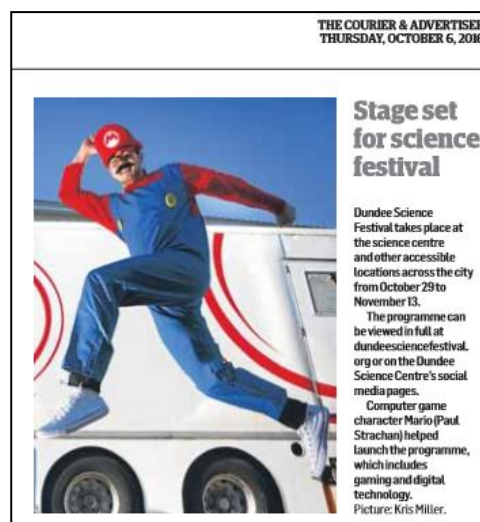 THE COURIER & ADVERTISER
THURSDAY, OCTOBER 6, 2016
M
Stage set
for science
festival
Dundee Science
Festival takes place at
the science centre
and other accessible
locations across the city
from October 29 to
November 13.
The programme can
be viewed in full at
dundeesciencefestival.
org or on the Dundee
Science Centre's social
media pages.
Computer game
character Mario (Paul
Strachan) helped
launch the programme,
which includes
gaming and digital
technology.
Picture: Kris Miller.